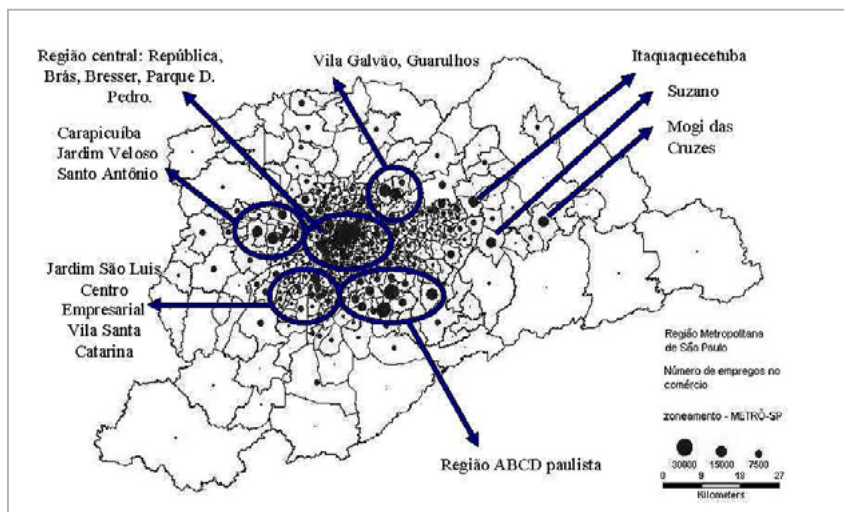 Região central: República,
Brás, Bresser, Parque D.
Pedro.
Vila Galvão, Guarulhos
Itaquaquecetuba
Suzano
Mogi das
Cruzes
Carapicuíba
Jardim Veloso
Santo Antônio
Jardim São Luis
Centro
Empresarial
Vila Santa
Catarina
Região ABCD paulista
Região Metropolitana
de São Paulo
Número de empregos no
comércio
zoneamento - METRÔ-SP
30000 15000 7500
0 9 18 27
Kilometers